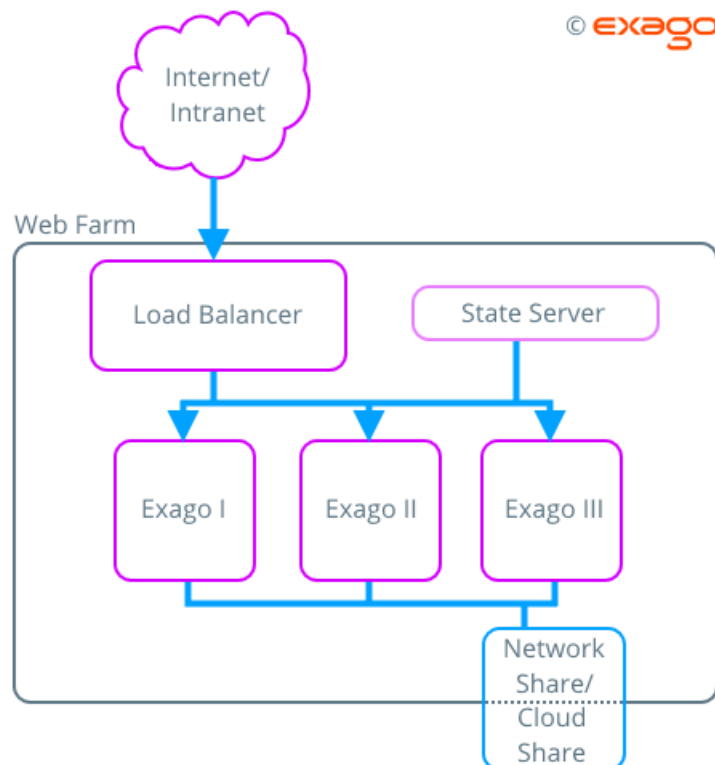 © exago
Internet/
Intranet
Web Farm
Load Balancer
State Server
Exago I
Exago II
Exago III
Network
Share/
Cloud
Share